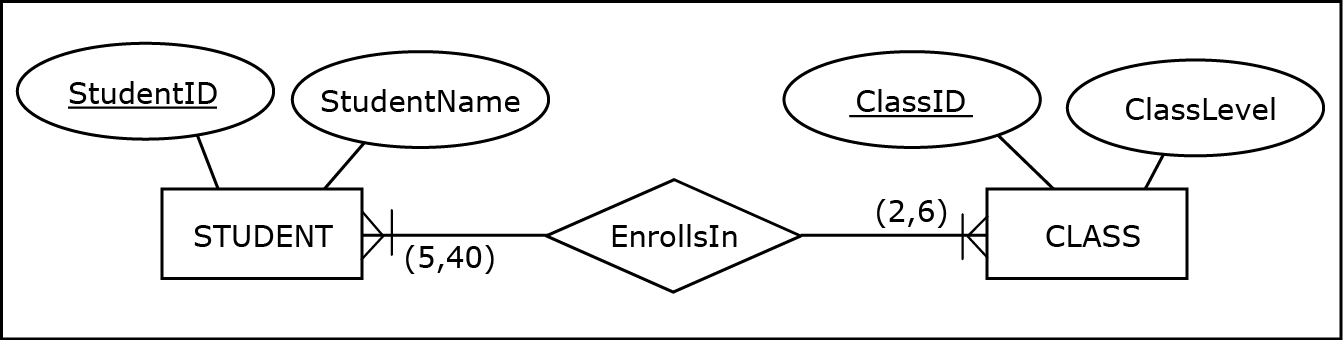 StudentID
StudentName
ClassID
ClassLevel
STUDENT
(5,40)
EnrollsIn
(2,6)
CLASS